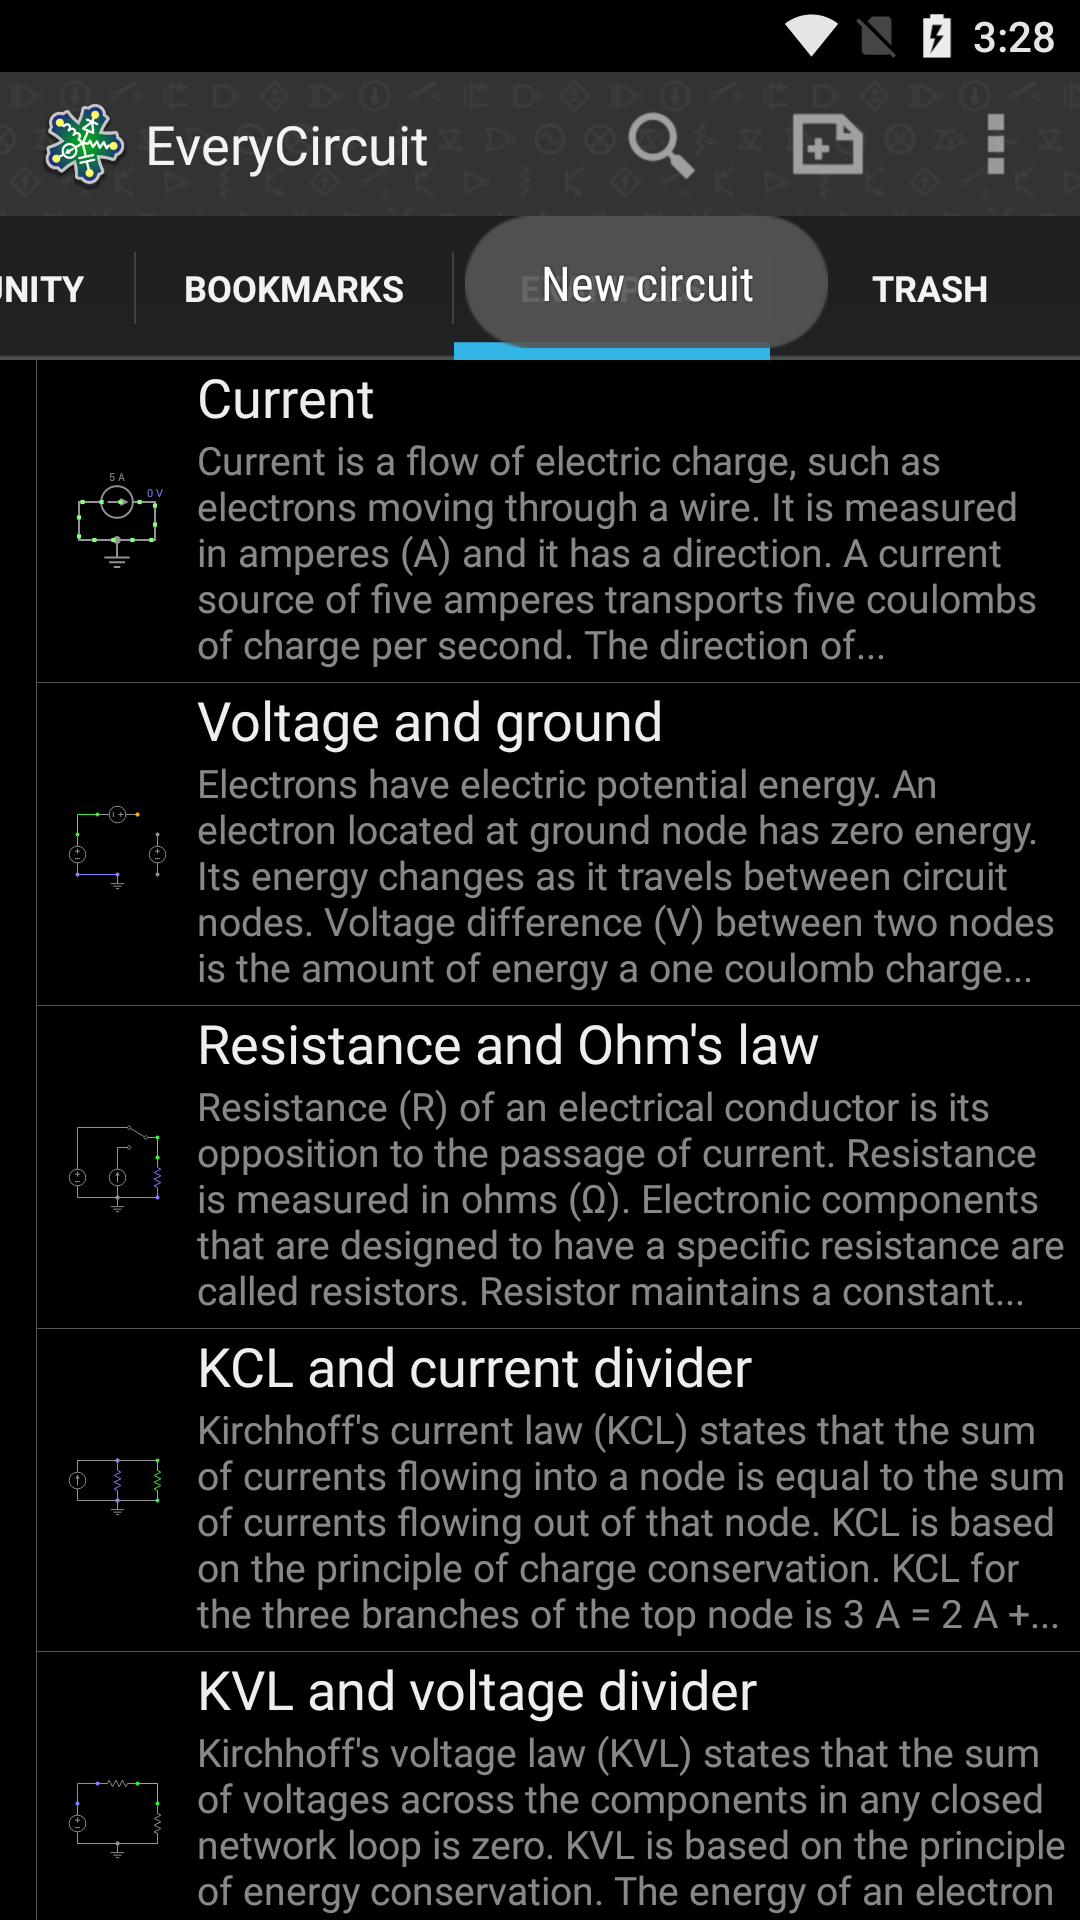 3:28
EveryCircuit
NITY
BOOKMARKS
New circuit
TRASH
Current
5 A
0 V
Current is a flow of electric charge, such as
electrons moving through a wire. It is measured
in amperes (A) and it has a direction. A current
source of five amperes transports five coulombs
of charge per second. The direction of...
Voltage and ground
Electrons have electric potential energy. An
electron located at ground node has zero energy.
Its energy changes as it travels between circuit
nodes. Voltage difference (V) between two nodes
is the amount of energy a one coulomb charge...
Resistance and Ohm's law
Resistance (R) of an electrical conductor is its
opposition to the passage of current. Resistance
is measured in ohms (Ω). Electronic components
that are designed to have a specific resistance are
called resistors. Resistor maintains a constant...
KCL and current divider
Kirchhoff's current law (KCL) states that the sum
of currents flowing into a node is equal to the sum
of currents flowing out of that node. KCL is based
on the principle of charge conservation. KCL for
the three branches of the top node is 3 A = 2 A +...
KVL and voltage divider
Kirchhoff's voltage law (KVL) states that the sum
of voltages across the components in any closed
network loop is zero. KVL is based on the principle
of energy conservation. The energy of an electron